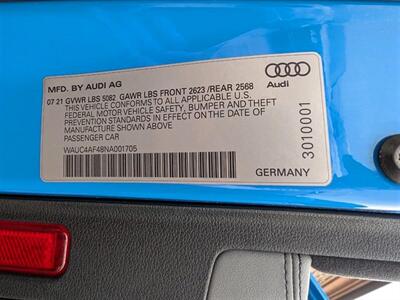 MFD. BY AUDI AG
07 21 GVWR LBS 5082 GAWR LBS FRONT 2623 /REAR 2568
THIS VEHICLE CONFORMS TO ALL APPLICABLE U.S.
FEDERAL MOTOR VEHICLE SAFETY, BUMPER AND THEFT
PREVENTION STANDARDS IN EFFECT ON THE DATE OF
MANUFACTURE SHOWN ABOVE.
PASSENGER CAR
WAUC4AF48NA001705
Audi
3010001
GERMANY